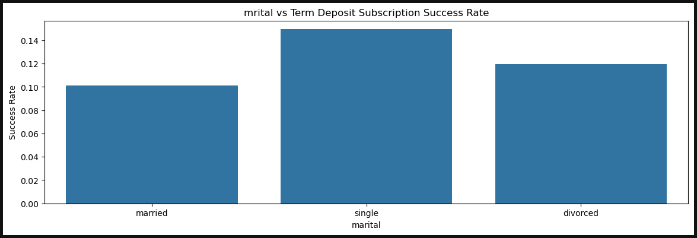 mrital vs Term Deposit Subscription Success Rate
Success Rate
0.14
0.12
0.10
0.08
0.06
0.04
0.02
0.00
married single divorced
marital